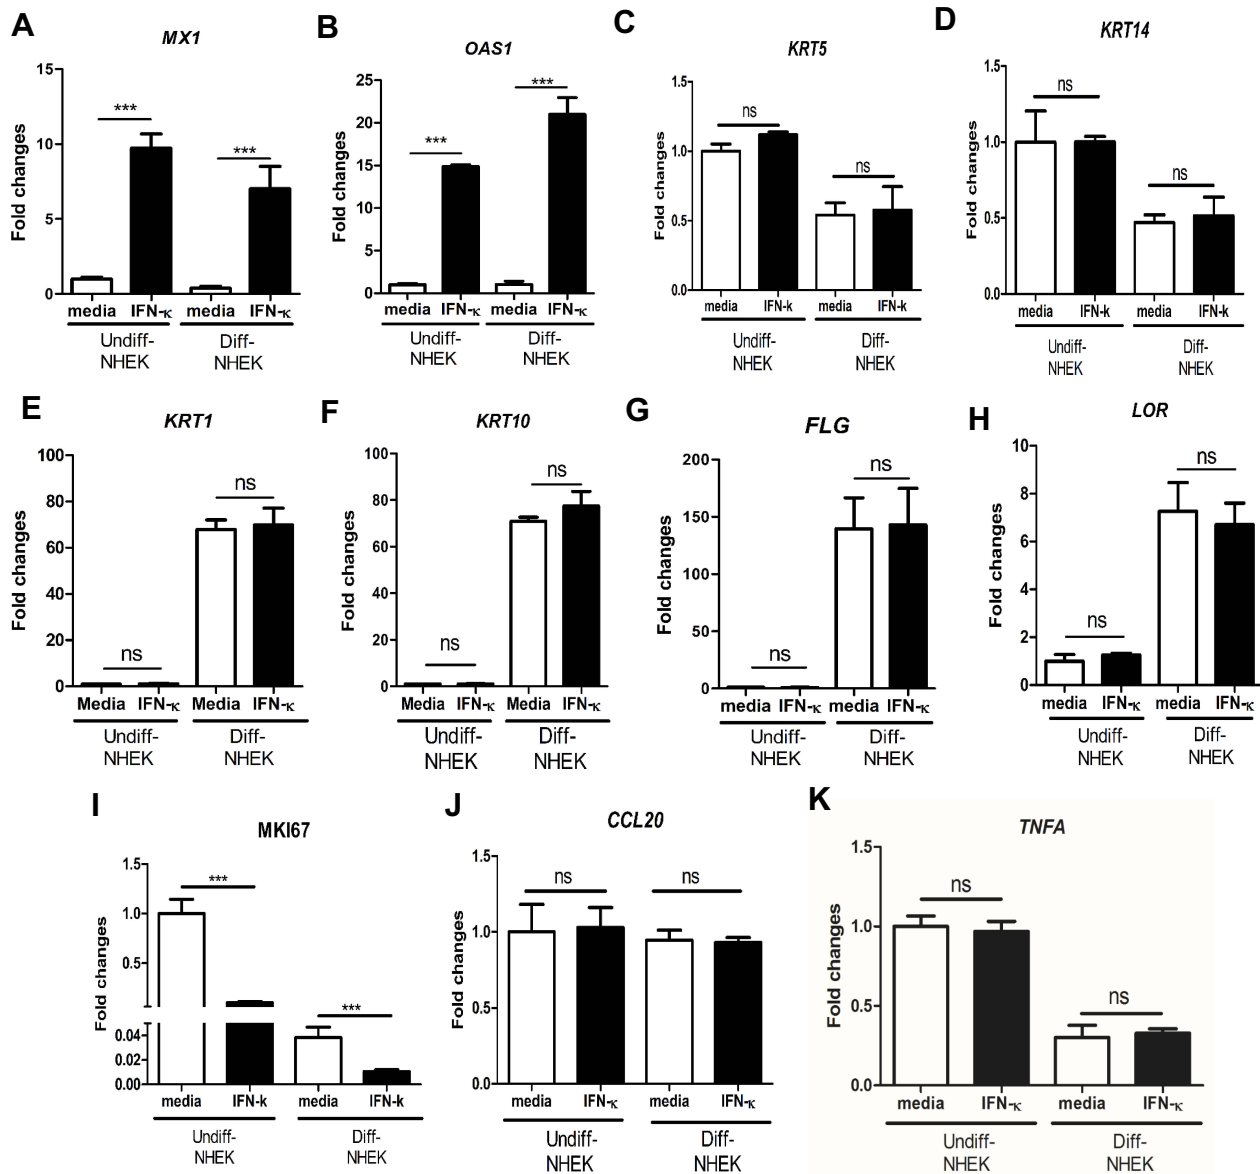 A
MX1
Fold changes
15
10
5
0
***
***
media IFN-κ media IFN-κ
Undiff-
NHEK
Diff-
NHEK
B
OAS1
Fold changes
25
20
15
10
5
0
***
***
media IFN-κ media IFN-κ
Undiff-
NHEK
Diff-
NHEK
C
KRT5
Fold changes
1.5
1.0
0.5
0.0
ns
ns
media IFN-k media IFN-k
Undiff-
NHEK
Diff-
NHEK
D
KRT14
Fold changes
1.5
1.0
0.5
0.0
ns
ns
media IFN-k media IFN-k
Undiff-
NHEK
Diff-
NHEK
E
KRT1
Fold changes
100
80
60
40
20
0
ns
ns
Media IFN-κ Media IFN-κ
Undiff-
NHEK
Diff-
NHEK
F
KRT10
Fold changes
100
80
60
40
20
0
ns
ns
Media IFN-κ Media IFN-κ
Undiff-
NHEK
Diff-
NHEK
G
FLG
Fold changes
200
150
100
50
0
ns
ns
media IFN-κ media IFN-κ
Undiff-
NHEK
Diff-
NHEK
H
LOR
Fold changes
10
8
6
4
2
0
ns
ns
media IFN-κ media IFN-κ
Undiff-
NHEK
Diff-
NHEK
I
MKI67
Fold changes
1.5
1.0
0.5
0.04
0.02
0.00
***
***
media IFN-k media IFN-k
Undiff-
NHEK
Diff-
NHEK
J
CCL20
Fold changes
1.5
1.0
0.5
0.0
ns
ns
media IFN-κ media IFN-κ
Undiff-
NHEK
Diff-
NHEK
K
TNFA
Fold changes
1.5
1.0
0.5
0.0
ns
ns
media IFN-κ media IFN-κ
Undiff-
NHEK
Diff-
NHEK